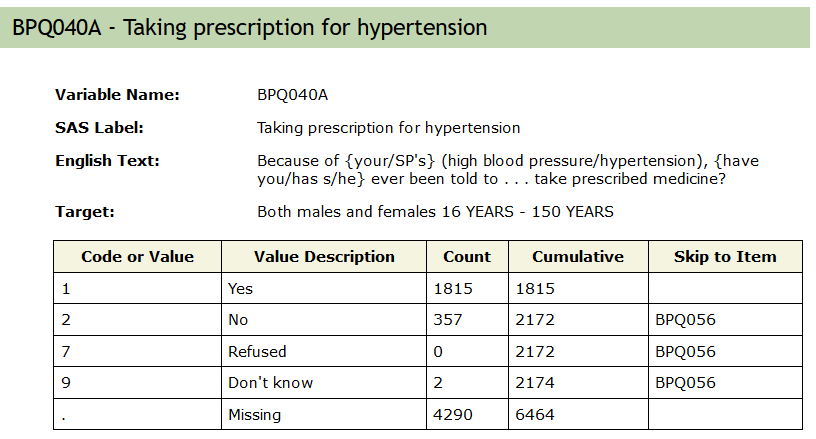 BPQ040A - Taking prescription for hypertension
Variable Name: BPQ040A
SAS Label: Taking prescription for hypertension
English Text: Because of {your/SP's} (high blood pressure/hypertension), {have
you/has s/he} ever been told to . . . take prescribed medicine?
Target: Both males and females 16 YEARS - 150 YEARS
Code or Value Value Description Count Cumulative Skip to Item
1 Yes 1815 1815
2 No 357 2172 BPQ056
7 Refused 0 2172 BPQ056
9 Don't know 2 2174 BPQ056
. Missing 4290 6464